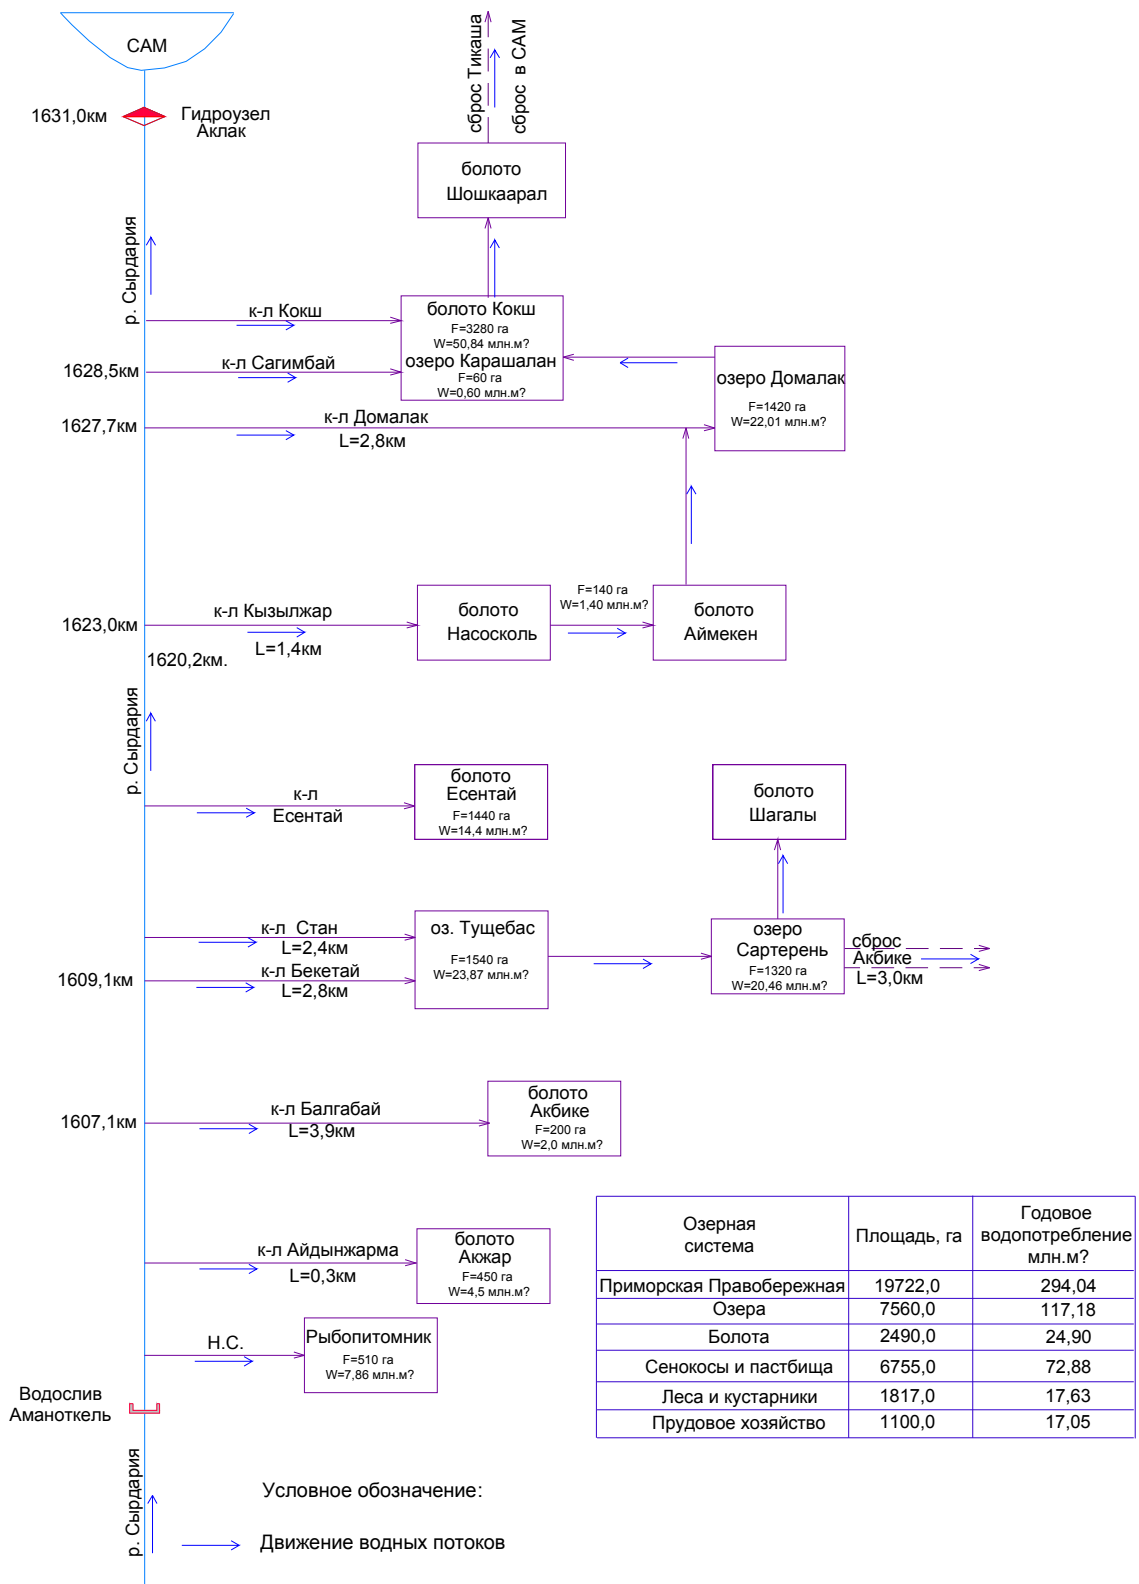 САМ
1631,0км
Гидроузел
Аклак
сброс Тикаша
сброс в САМ
болото
Шошкаарал
р. Сырдария
к-л Кокш
болото Кокш
F=3280 га
W=50,84 млн.м?
1628,5км
к-л Сагимбай
озеро Карашалан
F=60 га
W=0,60 млн.м?
озеро Домалак
F=1420 га
W=22,01 млн.м?
1627,7км
к-л Домалак
L=2,8км
1623,0км
к-л Кызылжар
L=1,4км
болото
Насосколь
F=140 га
W=1,40 млн.м?
болото
Аймекен
1620,2км.
р. Сырдария
к-л
Есентай
болото
Есентай
F=1440 га
W=14,4 млн.м?
болото
Шагалы
к-л Стан
L=2,4км
1609,1км
к-л Бекетай
L=2,8км
оз. Тущебас
F=1540 га
W=23,87 млн.м?
озеро
Сартерень
F=1320 га
W=20,46 млн.м?
сброс
Акбике
L=3,0км
1607,1км
к-л Балгабай
L=3,9км
болото
Акбике
F=200 га
W=2,0 млн.м?
к-л Айдынжарма
L=0,3км
болото
Акжар
F=450 га
W=4,5 млн.м?
Н.С.
Рыбопитомник
F=510 га
W=7,86 млн.м?
Водослив
Аманоткель
р. Сырдария
Озерная
система
Площадь, га
Годовое
водопотребление
млн.м?
Приморская Правобережная 19722,0 294,04
Озера 7560,0 117,18
Болота 2490,0 24,90
Сенокосы и пастбища 6755,0 72,88
Леса и кустарники 1817,0 17,63
Прудовое хозяйство 1100,0 17,05
Условное обозначение:
Движение водных потоков